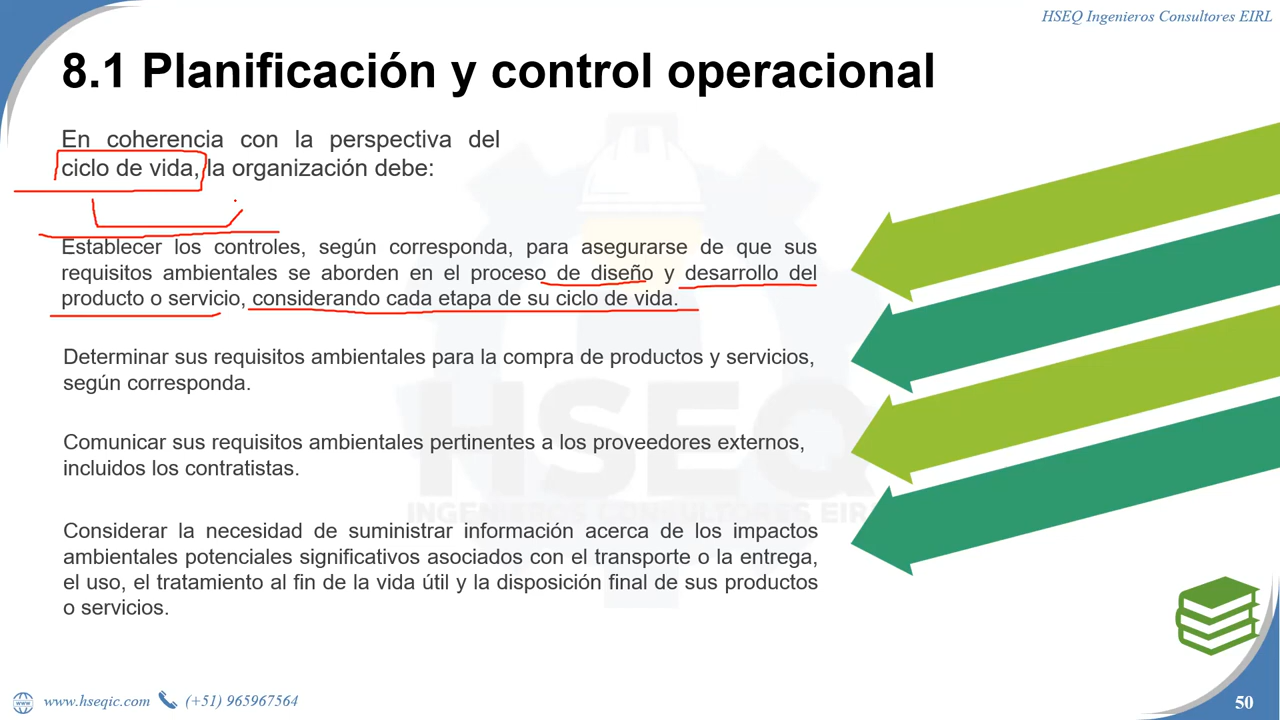 HSEQ Ingenieros Consultores EIRL
8.1 Planificación y control operacional
En coherencia con la perspectiva del
ciclo de vida, la organización debe:
Establecer los controles, según corresponda, para asegurarse de que sus
requisitos ambientales se aborden en el proceso de diseño y desarrollo del
producto o servicio, considerando cada etapa de su ciclo de vida.
Determinar sus requisitos ambientales para la compra de productos y servicios,
según corresponda.
Comunicar sus requisitos ambientales pertinentes a los proveedores externos,
incluidos los contratistas.
HSEQ
INGENIEROS CONSULTORES EIRL
Considerar la necesidad de suministrar información acerca de los impactos
ambientales potenciales significativos asociados con el transporte o la entrega,
el uso, el tratamiento al fin de la vida útil y la disposición final de sus productos
o servicios.
www.hseqic.com (+51) 965967564
50